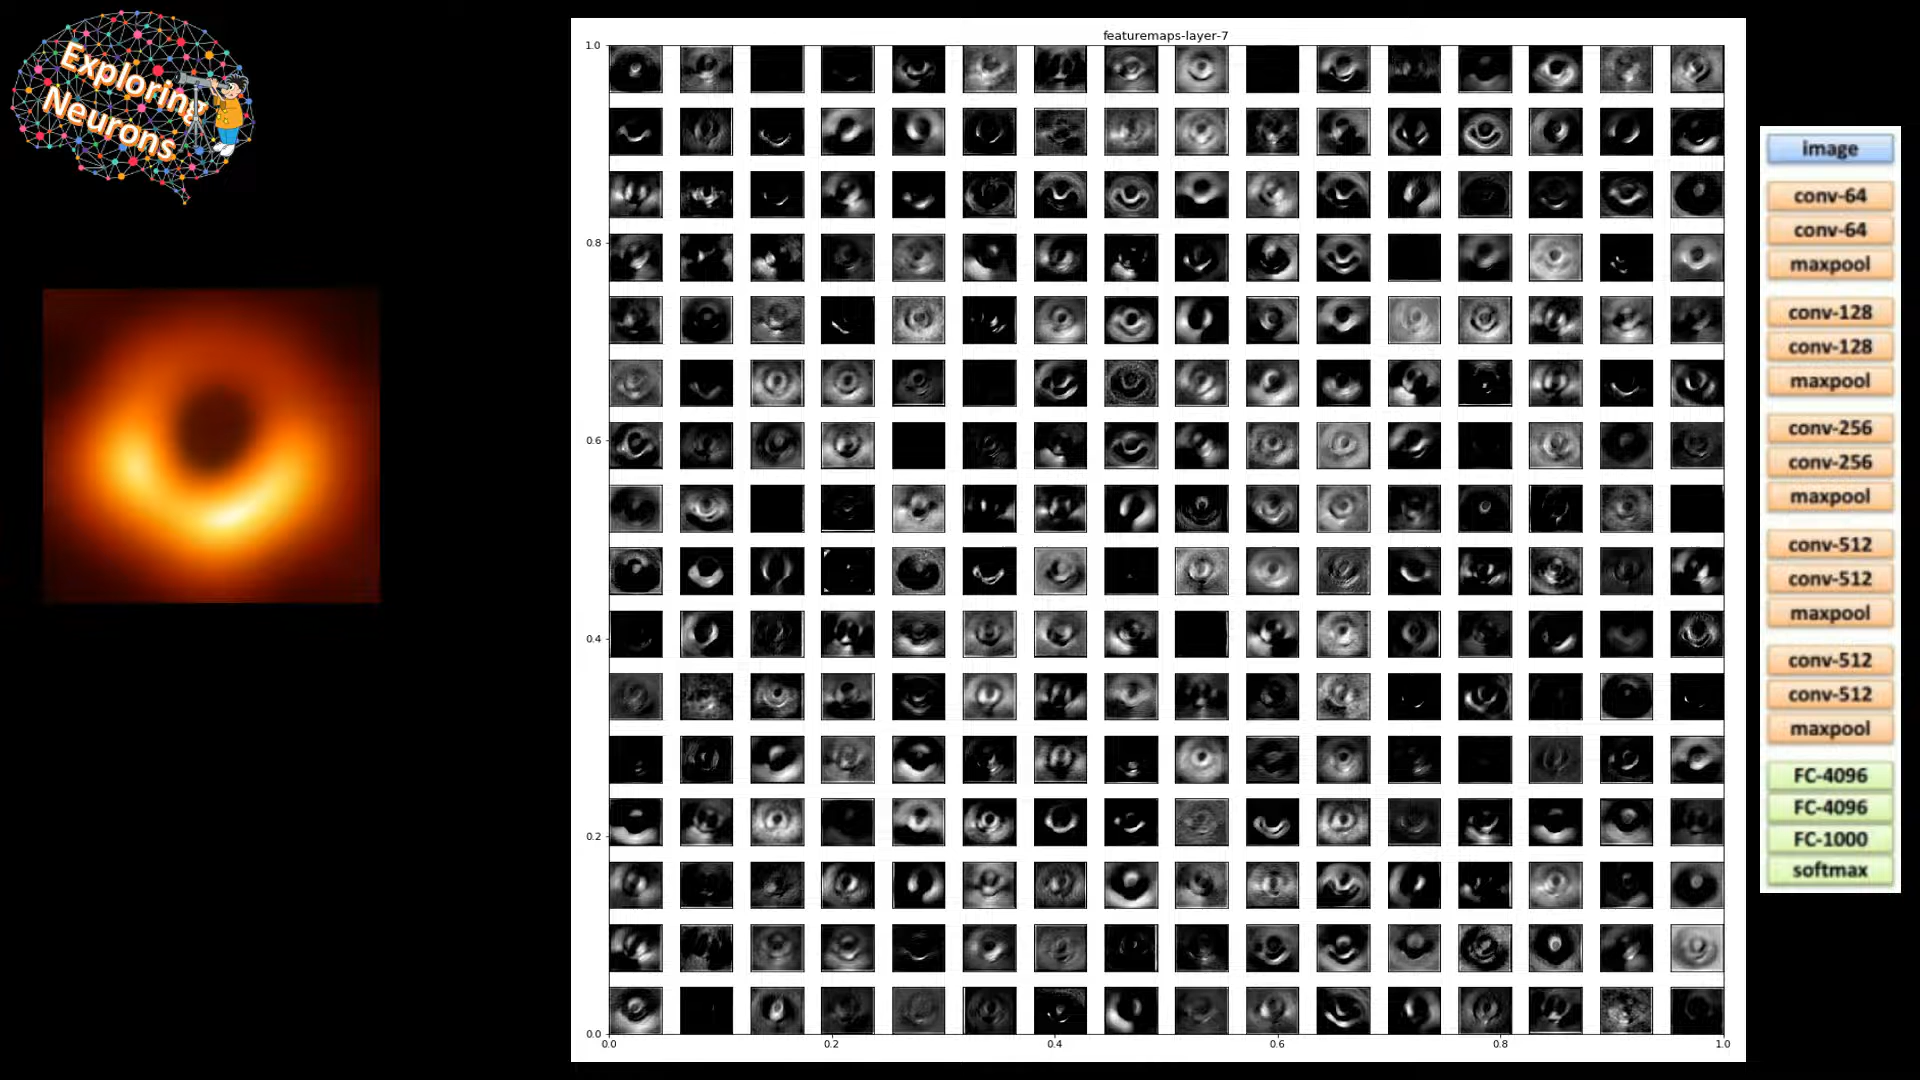 Exploring
Neurons
featuremaps-layer-7
1.0
0.8
0.6
0.4
0.2
0.0
0.0 0.2 0.4 0.6 0.8 1.0
image
conv-64
conv-64
maxpool
conv-128
conv-128
maxpool
conv-256
conv-256
maxpool
conv-512
conv-512
maxpool
conv-512
conv-512
maxpool
FC-4096
FC-4096
FC-1000
softmax